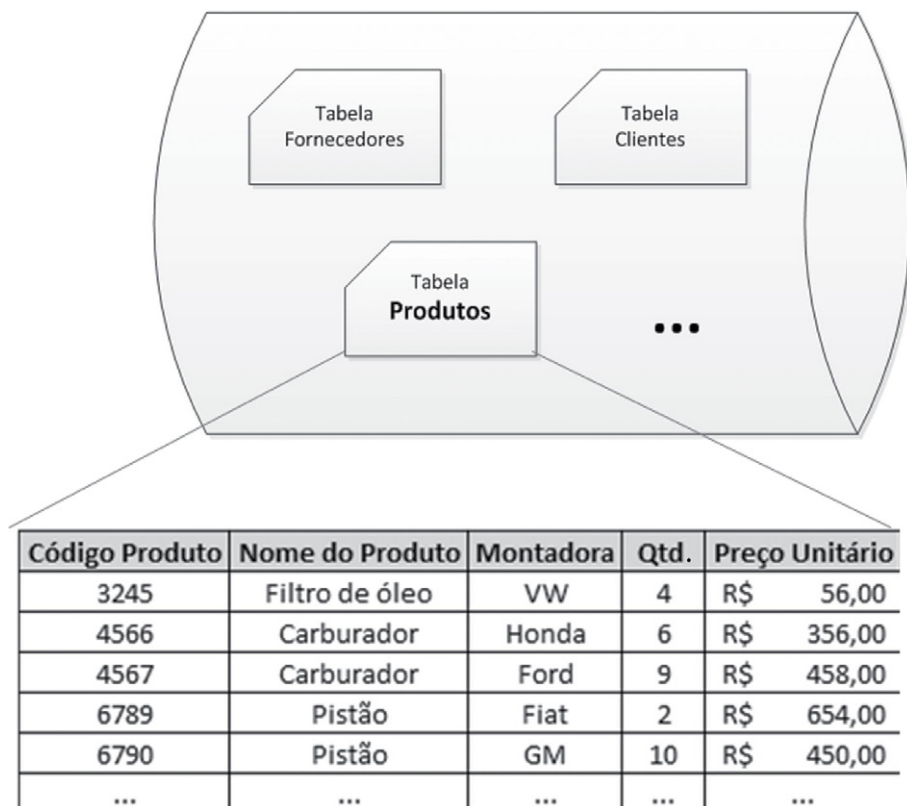 Tabela
Fornecedores
Tabela
Clientes
Tabela
Produtos
...
Código Produto Nome do Produto Montadora Qtd. Preço Unitário
3245 Filtro de óleo VW 4 R$ 56,00
4566 Carburador Honda 6 R$ 356,00
4567 Carburador Ford 9 R$ 458,00
6789 Pistão Fiat 2 R$ 654,00
6790 Pistão GM 10 R$ 450,00
... ... ... ... ...